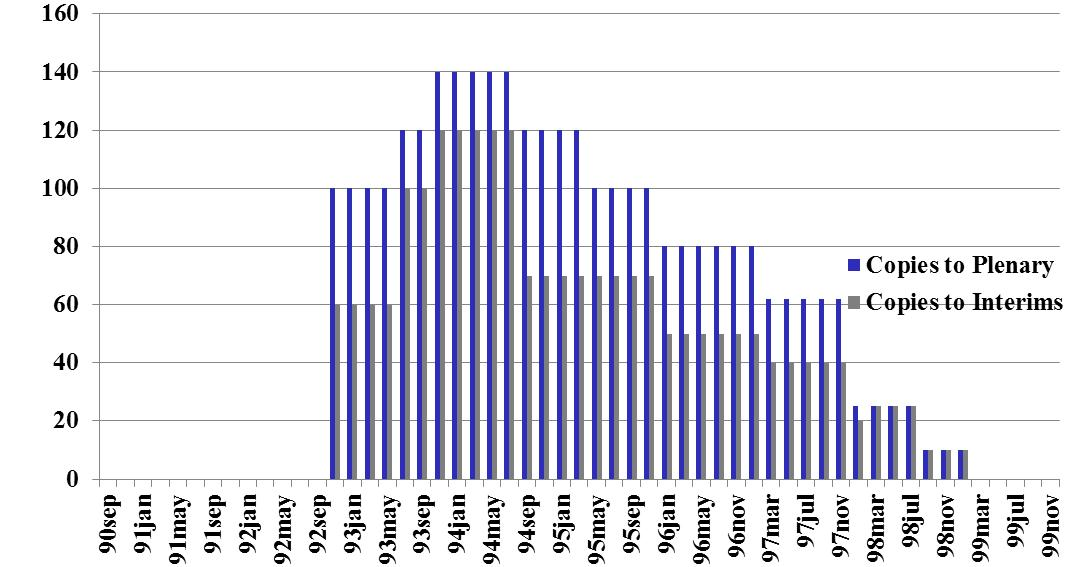 160
140
120
100
80
60
40
20
0
Copies to Plenary
Copies to Interims
90sep
91jan
91may
91sep
92jan
92may
92sep
93jan
93may
93sep
94jan
94may
94sep
95jan
95may
95sep
96jan
96may
96nov
97mar
97jul
97nov
98mar
98jul
98nov
99mar
99jul
99nov